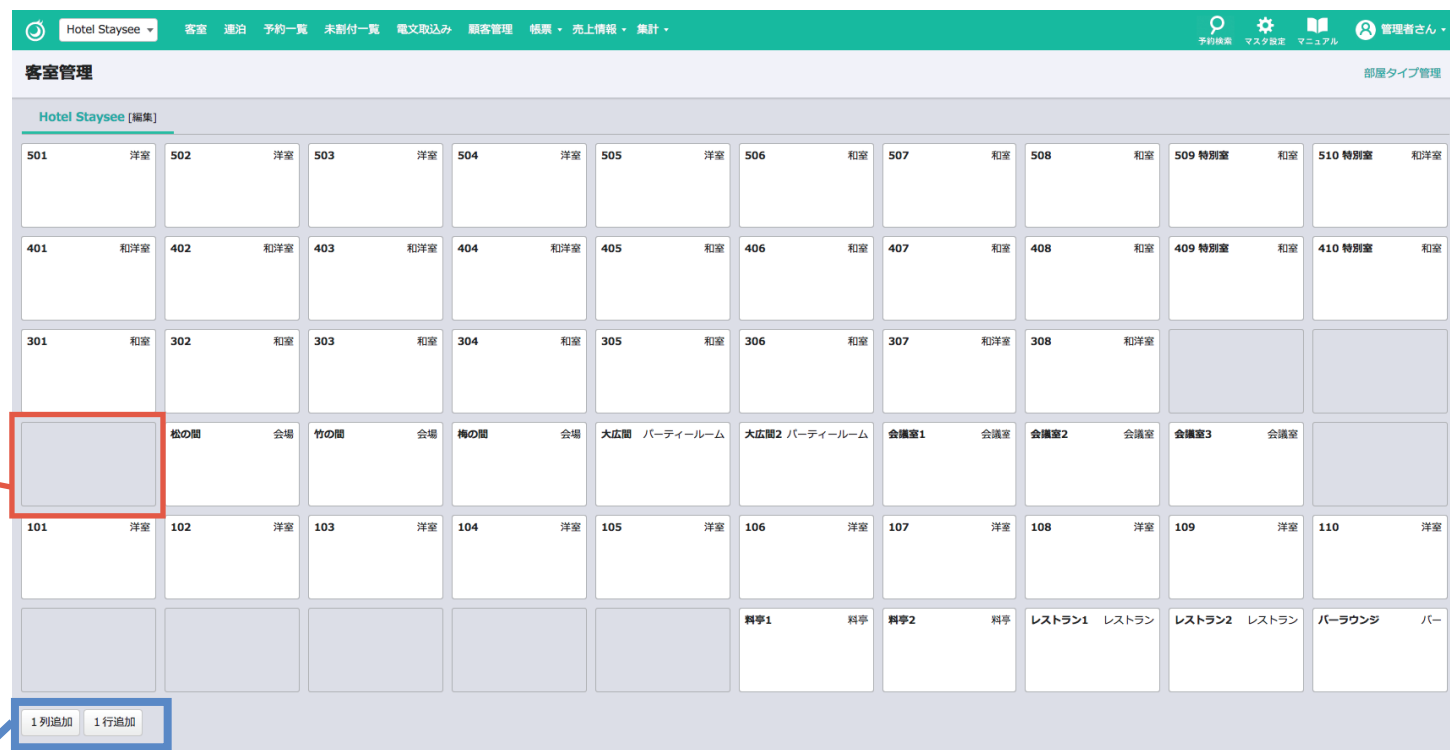 Hotel Staysee 客室 連泊 予約一覧 未割付一覧 電文取込み 顧客管理 帳票 売上情報 集計 予約検索 マスタ設定 マニュアル 管理者さん
客室管理 部屋タイプ管理
Hotel Staysee [編集]
501 洋室 502 洋室 503 洋室 504 洋室 505 洋室 506 和室 507 和室 508 和室 509 特別室 和室 510 特別室 和洋室
401 和洋室 402 和洋室 403 和洋室 404 和洋室 405 和室 406 和室 407 和室 408 和室 409 特別室 和室 410 特別室 和室
301 和室 302 和室 303 和室 304 和室 305 和室 306 和室 307 和洋室 308 和洋室
松の間 会場 竹の間 会場 梅の間 会場 大広間 パーティールーム 大広間2 パーティールーム 会議室1 会議室 会議室2 会議室 会議室3 会議室
101 洋室 102 洋室 103 洋室 104 洋室 105 洋室 106 洋室 107 洋室 108 洋室 109 洋室 110 洋室
料亭1 料亭 料亭2 料亭 レストラン1 レストラン レストラン2 レストラン バーラウンジ バー
1列追加 1行追加